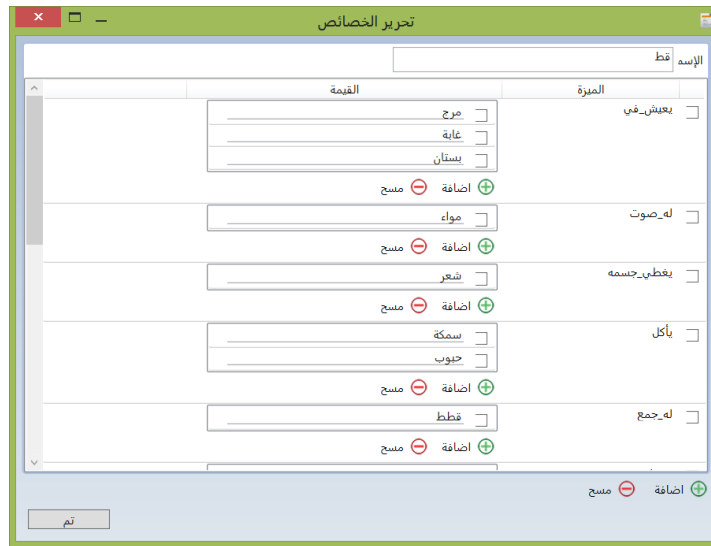 تحرير الخصائص
الإسم قط
الميزة القيمة
يعيش_في مرج
غابة
بستان
اضافة مسح
له_صوت مواء
اضافة مسح
يغطي_جسمه شعر
اضافة مسح
يأكل سمكة
حبوب
اضافة مسح
له_جمع قطط
اضافة مسح
اضافة مسح
تم